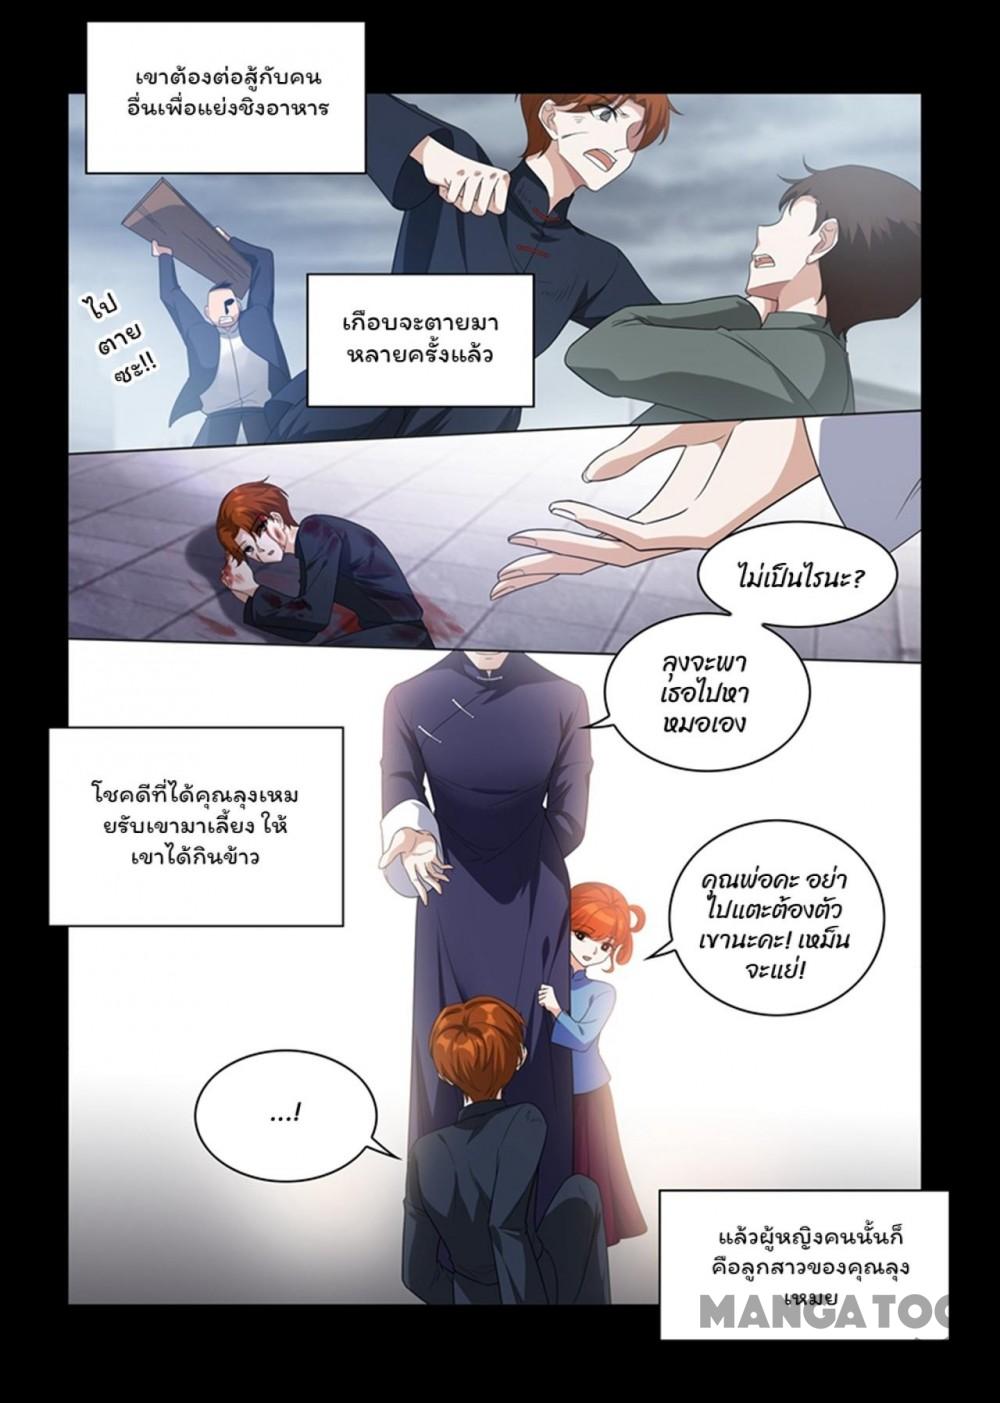 เขาต้องต่อสู้กับคน
อื่นเพื่อแย่งชิงอาหาร
ไป
ตาย
ซะ!!
เกือบจะตายมา
หลายครั้งแล้ว
ไม่เป็นไรนะ?
ลุงจะพา
เธอไปหา
หมอเอง
โชคดีที่ได้คุณลุงเหม
ยรับเขามาเลี้ยง ให้
เขาได้กินข้าว
คุณพ่อคะ อย่า
ไปแตะต้องตัว
เขานะคะ! เหม็น
จะแย่!
...!
แล้วผู้หญิงคนนั้นก็
คือลูกสาวของคุณลุง
เหมย
MANGATOO